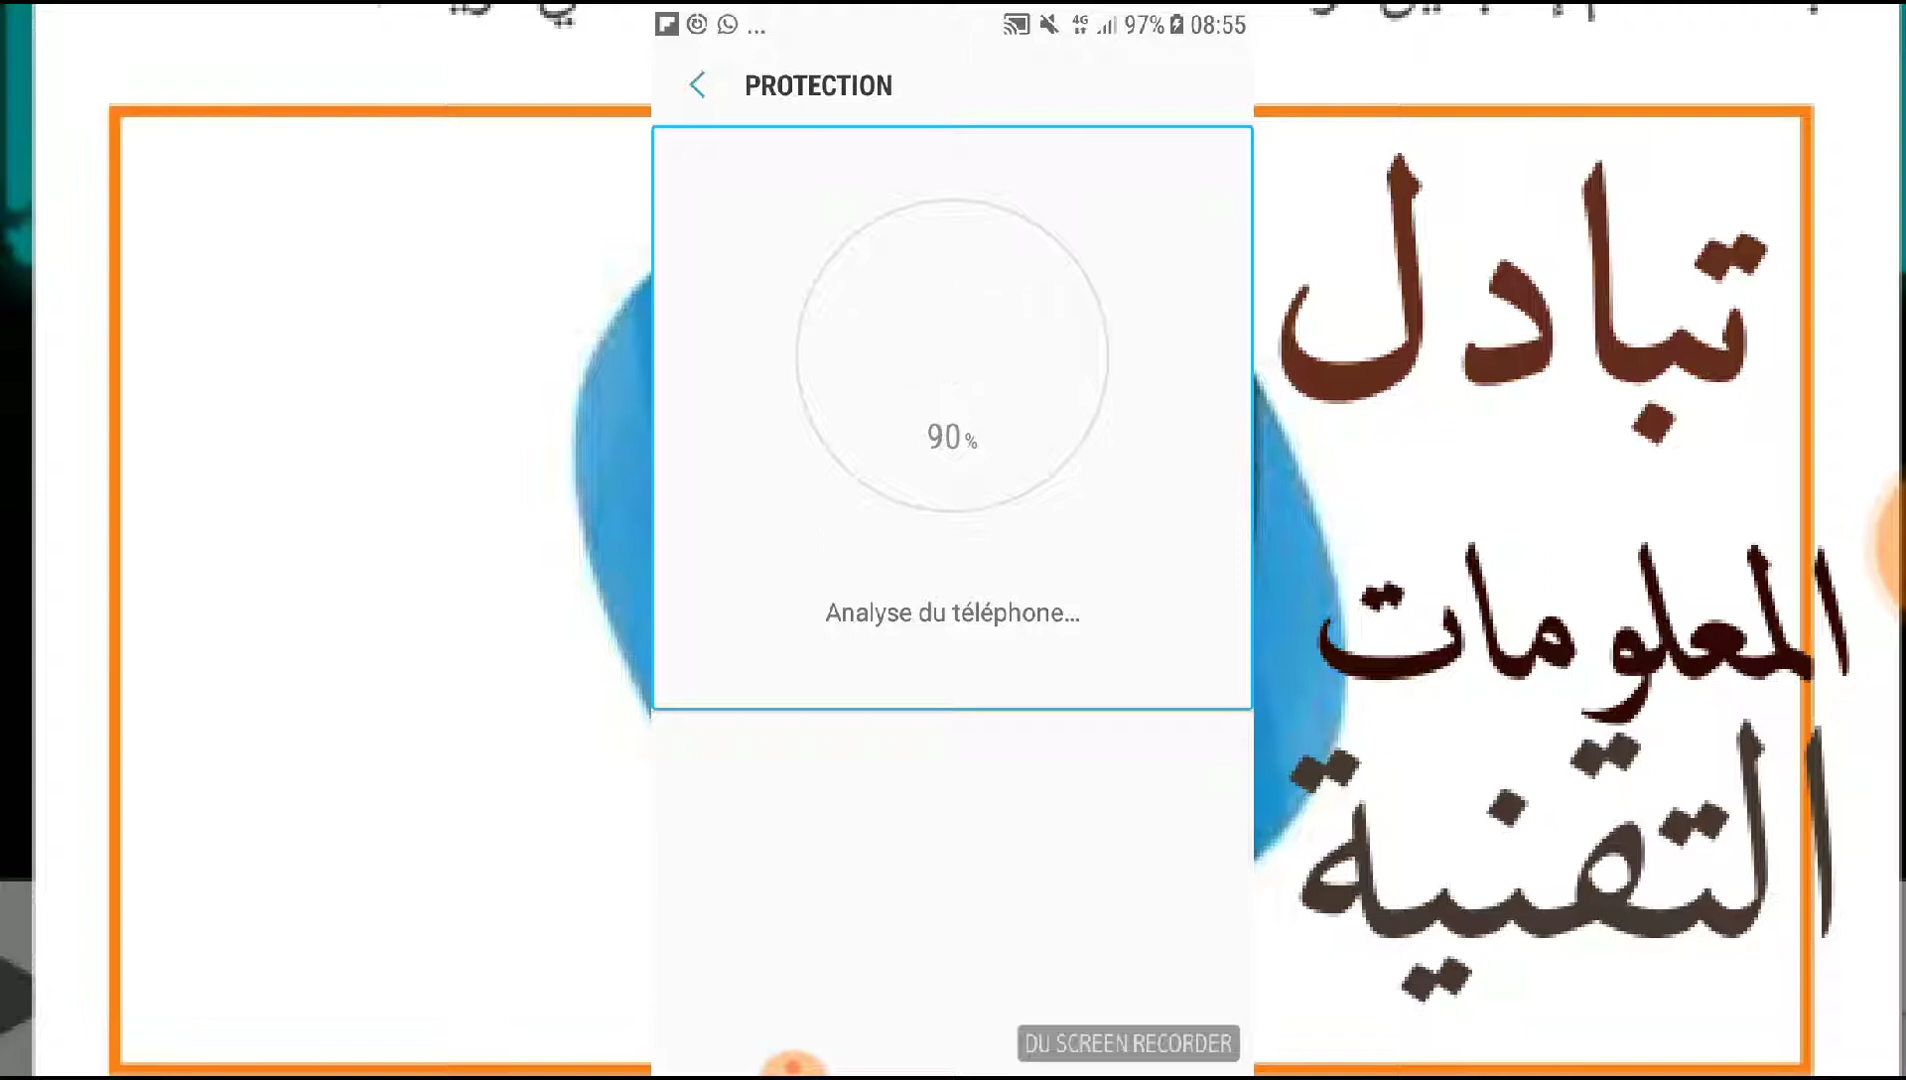 ... 97% 08:55
PROTECTION
90%
Analyse du téléphone...
DU SCREEN RECORDER
تبادل
المعلومات
التقنية